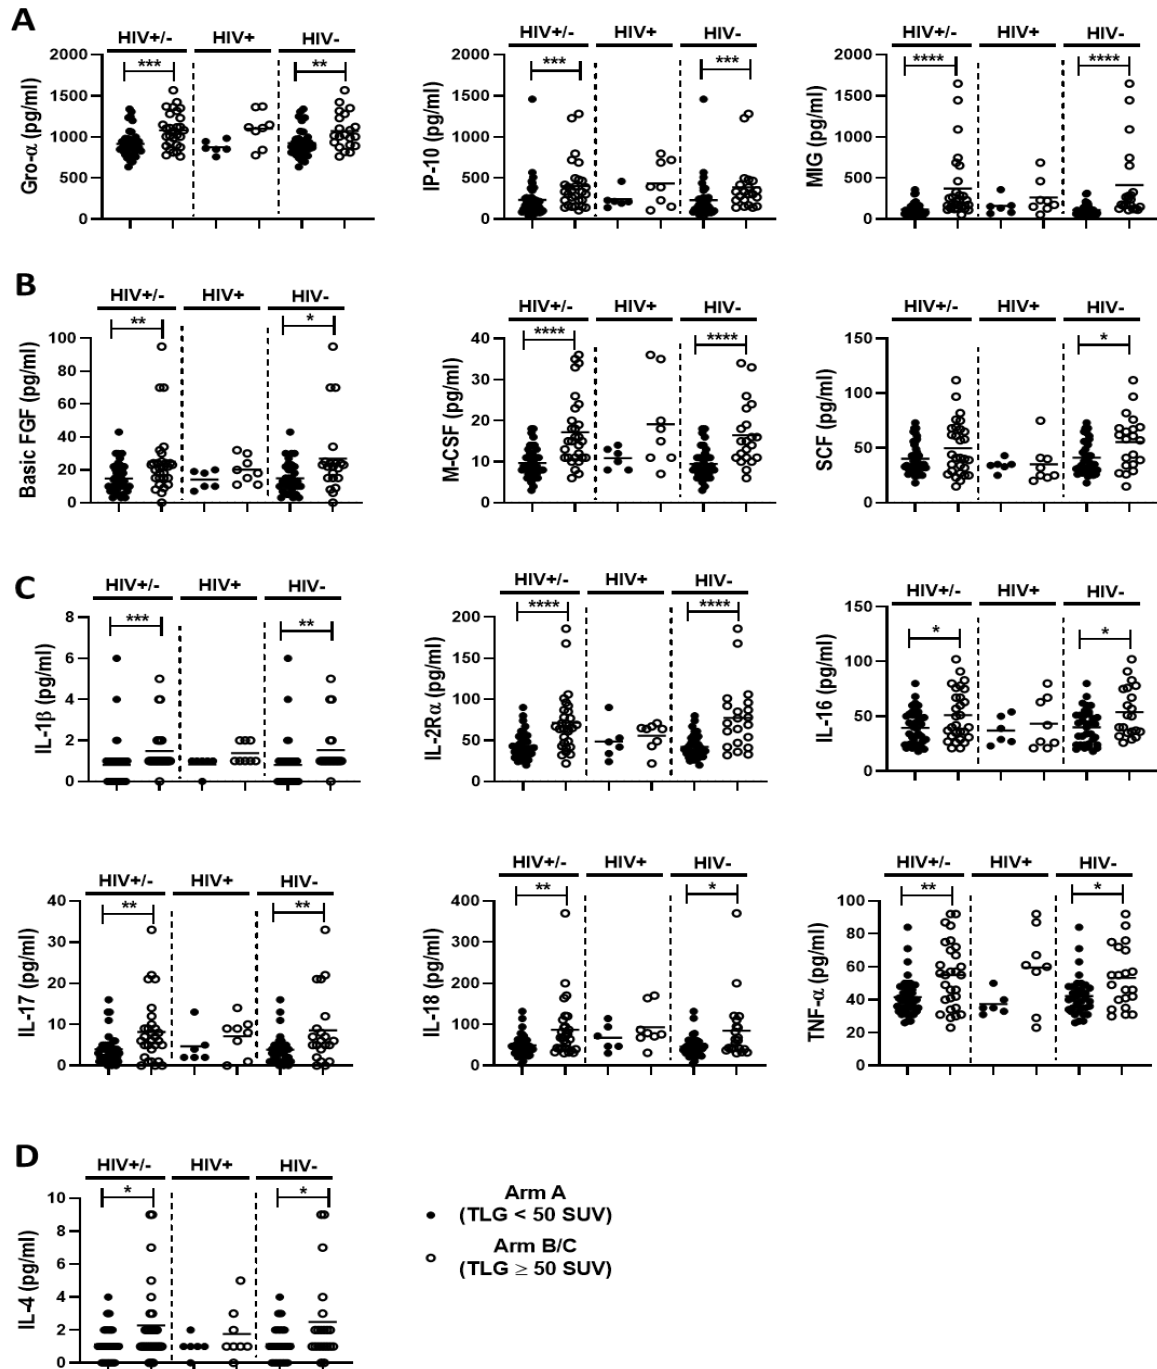 A
HIV+/- HIV+ HIV-
*** **
2000
1500
1000
500
0
Gro-α (pg/ml)
HIV+/- HIV+ HIV-
*** ***
2000
1500
1000
500
0
IP-10 (pg/ml)
HIV+/- HIV+ HIV-
**** ****
2000
1500
1000
500
0
MIG (pg/ml)
B
HIV+/- HIV+ HIV-
** *
100
80
60
40
20
0
Basic FGF (pg/ml)
HIV+/- HIV+ HIV-
**** ****
40
30
20
10
0
M-CSF (pg/ml)
HIV+/- HIV+ HIV-
*
150
100
50
0
SCF (pg/ml)
C
HIV+/- HIV+ HIV-
*** **
8
6
4
2
0
IL-1β (pg/ml)
HIV+/- HIV+ HIV-
**** ****
200
150
100
50
0
IL-2Rα (pg/ml)
HIV+/- HIV+ HIV-
* *
150
100
50
0
IL-16 (pg/ml)
HIV+/- HIV+ HIV-
** **
40
30
20
10
0
IL-17 (pg/ml)
HIV+/- HIV+ HIV-
** *
400
300
200
100
0
IL-18 (pg/ml)
HIV+/- HIV+ HIV-
** *
100
80
60
40
20
0
TNF-α (pg/ml)
D
HIV+/- HIV+ HIV-
* *
10
8
6
4
2
0
IL-4 (pg/ml)
Arm A
(TLG < 50 SUV)
Arm B/C
(TLG ≥ 50 SUV)